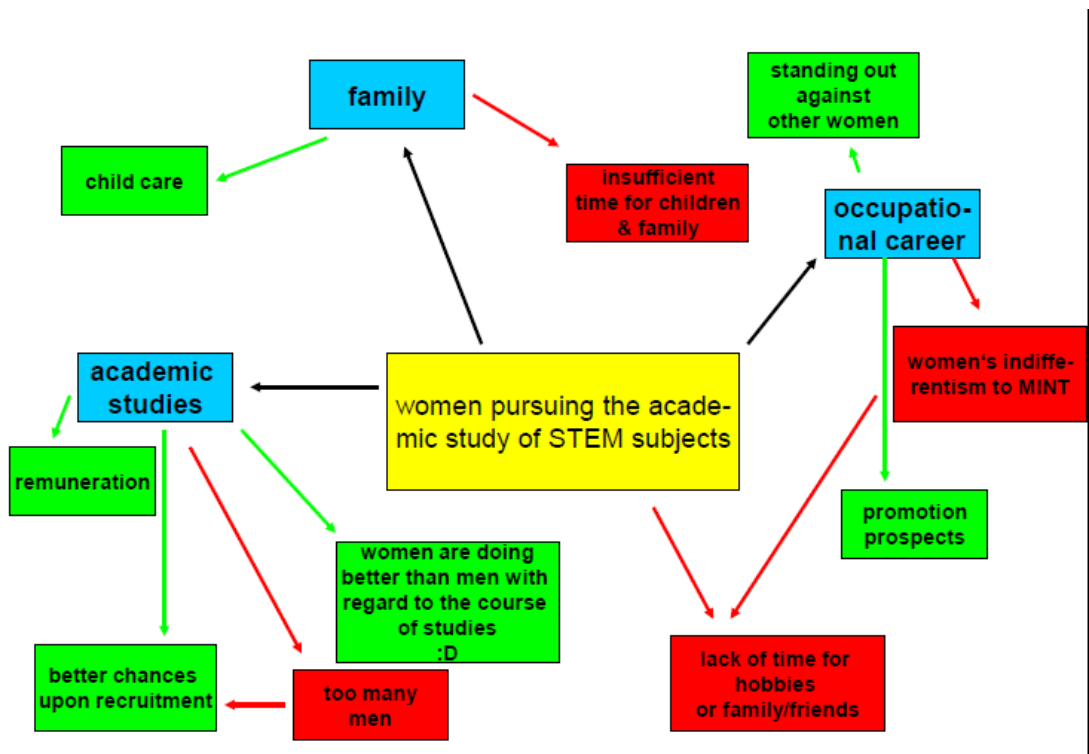 family
standing out
against
other women
child care
insufficient
time for children
& family
occupatio-
nal career
academic
studies
women pursuing the acade-
mic study of STEM subjects
women's indiffe-
rentism to MINT
remuneration
promotion
prospects
women are doing
better than men with
regard to the course
of studies
:D
better chances
upon recruitment
too many
men
lack of time for
hobbies
or family/friends